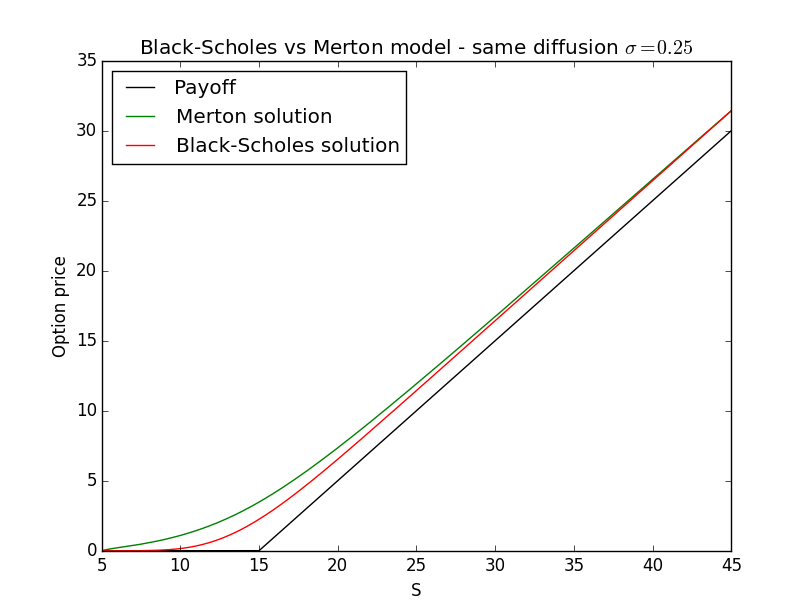 Black-Scholes vs Merton model - same diffusion σ=0.25
35
30
25
20
15
10
5
0
Option price
Payoff
Merton solution
Black-Scholes solution
5 10 15 20 25 30 35 40 45
S